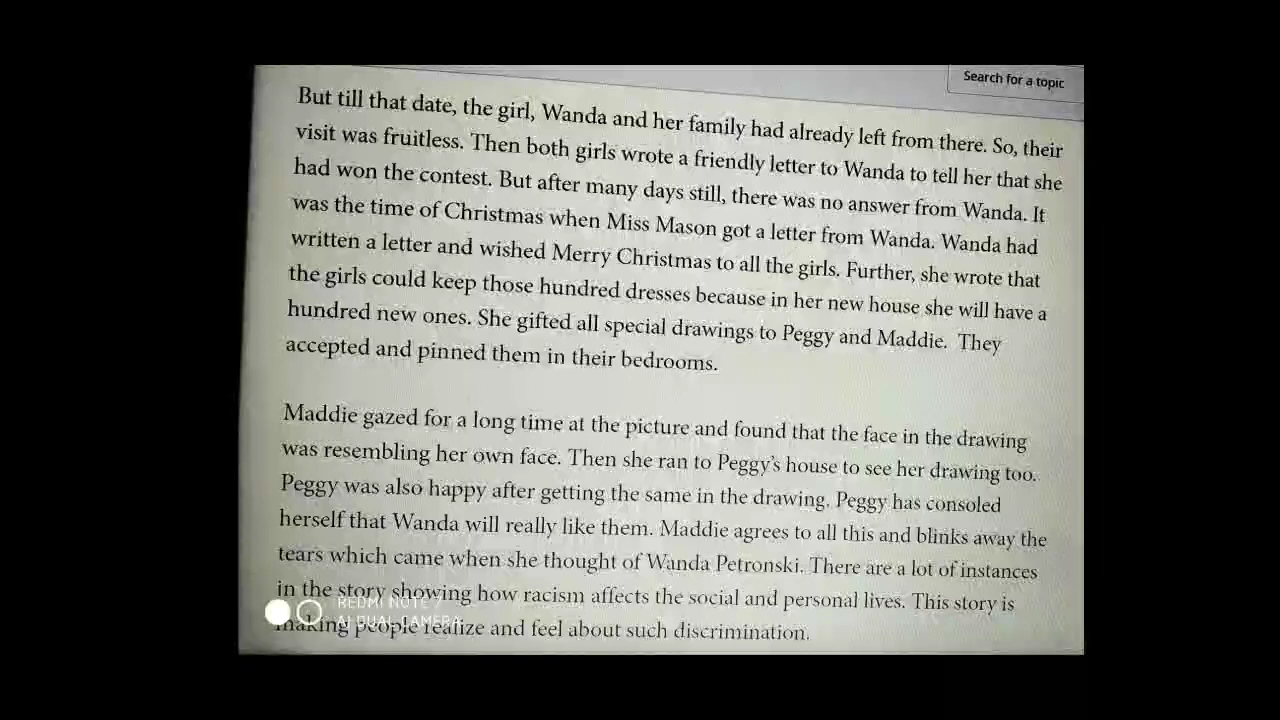 Search for a topic
But till that date, the girl, Wanda and her family had already left from there. So, their
visit was fruitless. Then both girls wrote a friendly letter to Wanda to tell her that she
had won the contest. But after many days still, there was no answer from Wanda. It
was the time of Christmas when Miss Mason got a letter from Wanda. Wanda had
written a letter and wished Merry Christmas to all the girls. Further, she wrote that
the girls could keep those hundred dresses because in her new house she will have a
hundred new ones. She gifted all special drawings to Peggy and Maddie. They
accepted and pinned them in their bedrooms.
Maddie gazed for a long time at the picture and found that the face in the drawing
was resembling her own face. Then she ran to Peggy's house to see her drawing too.
Peggy was also happy after getting the same in the drawing. Peggy has consoled
herself that Wanda will really like them. Maddie agrees to all this and blinks away the
tears which came when she thought of Wanda Petronski. There are a lot of instances
in the story showing how racism affects the social and personal lives. This story is
making people realize and feel about such discrimination.
REDMI NOTE 7
AI DUAL CAMERA